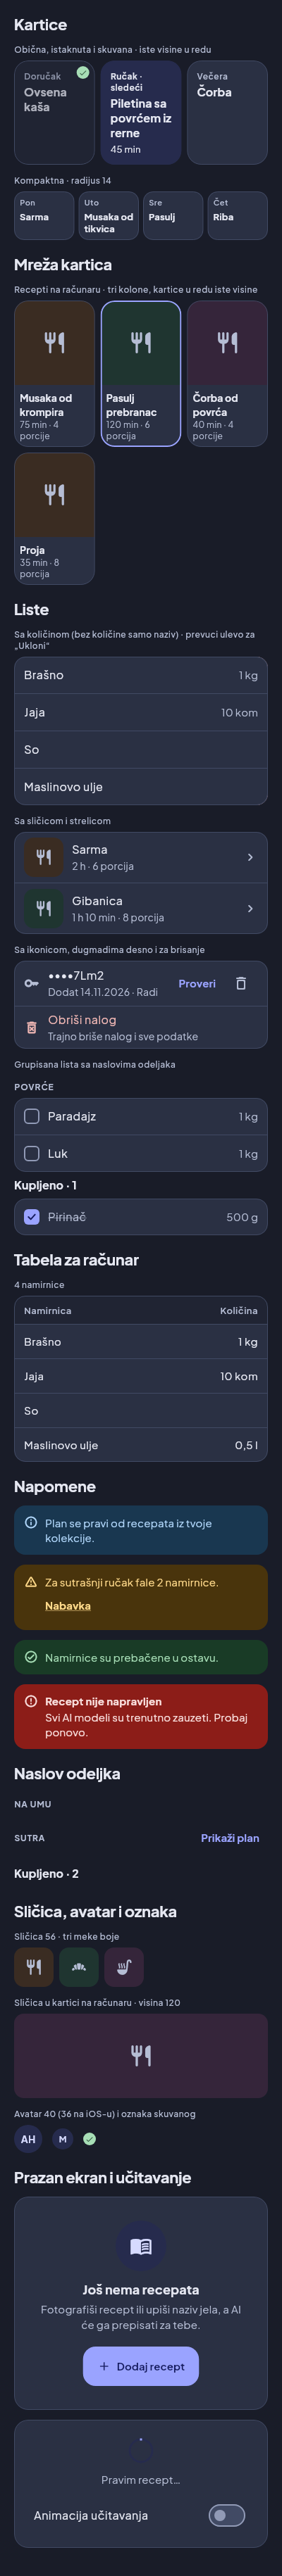 Kartice
Obična, istaknuta i skuvana · iste visine u redu
Doručak
Ovsena
kaša
Ručak ·
sledeći
Piletina sa
povrćem iz
rerne
45 min
Večera
Čorba
Kompaktna · radijus 14
Pon
Sarma
Uto
Musaka od
tikvica
Sre
Pasulj
Čet
Riba
Mreža kartica
Recepti na računaru · tri kolone, kartice u redu iste visine
Musaka od
krompira
75 min · 4
porcije
Pasulj
prebranac
120 min · 6
porcija
Čorba od
povrća
40 min · 4
porcije
Proja
35 min · 8
porcija
Liste
Sa količinom (bez količine samo naziv) · prevuci ulevo za
„Ukloni“
Brašno 1 kg
Jaja 10 kom
So
Maslinovo ulje
Sa sličicom i strelicom
Sarma
2 h · 6 porcija
Gibanica
1 h 10 min · 8 porcija
Sa ikonicom, dugmadima desno i za brisanje
••••7Lm2
Dodat 14.11.2026 · Radi
Proveri
Obriši nalog
Trajno briše nalog i sve podatke
Grupisana lista sa naslovima odeljaka
POVRĆE
Paradajz 1 kg
Luk 1 kg
Kupljeno · 1
Pirinač 500 g
Tabela za računar
4 namirnice
Namirnica Količina
Brašno 1 kg
Jaja 10 kom
So
Maslinovo ulje 0,5 l
Napomene
Plan se pravi od recepata iz tvoje
kolekcije.
Za sutrašnji ručak fale 2 namirnice.
Nabavka
Namirnice su prebačene u ostavu.
Recept nije napravljen
Svi AI modeli su trenutno zauzeti. Probaj
ponovo.
Naslov odeljka
NA UMU
SUTRA Prikaži plan
Kupljeno · 2
Sličica, avatar i oznaka
Sličica 56 · tri meke boje
Sličica u kartici na računaru · visina 120
Avatar 40 (36 na iOS-u) i oznaka skuvanog
AH
M
Prazan ekran i učitavanje
Još nema recepata
Fotografiši recept ili upiši naziv jela, a AI
će ga prepisati za tebe.
Dodaj recept
Pravim recept…
Animacija učitavanja